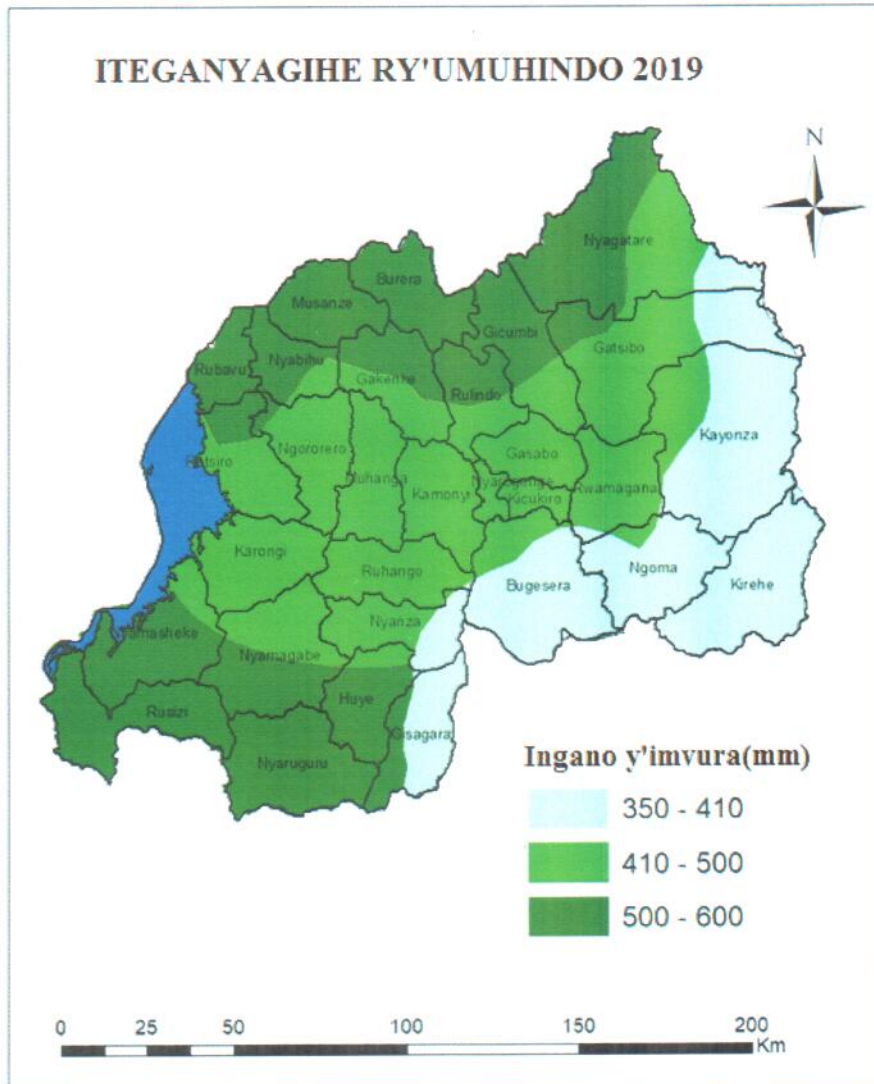 ITEGANYAGIHE RY'UMUHINDO 2019
N
Nyagatare
Burera
Musanze
Gicumbi
Gatsibo
Rubavu
Nyabihu
Gakenke
Rulindo
Kayonza
Rutsiro
Ngororero
Muhanga
Gasabo
Nyarugenge
Kamonyi
Kicukiro
Rwamagana
Karongi
Ruhango
Bugesera
Ngoma
Kirehe
Nyanza
Nyamasheke
Nyamagabe
Huye
Rusizi
Gisagara
Nyaruguru
Ingano y'imvura(mm)
350 - 410
410 - 500
500 - 600
0 25 50 100 150 200
Km